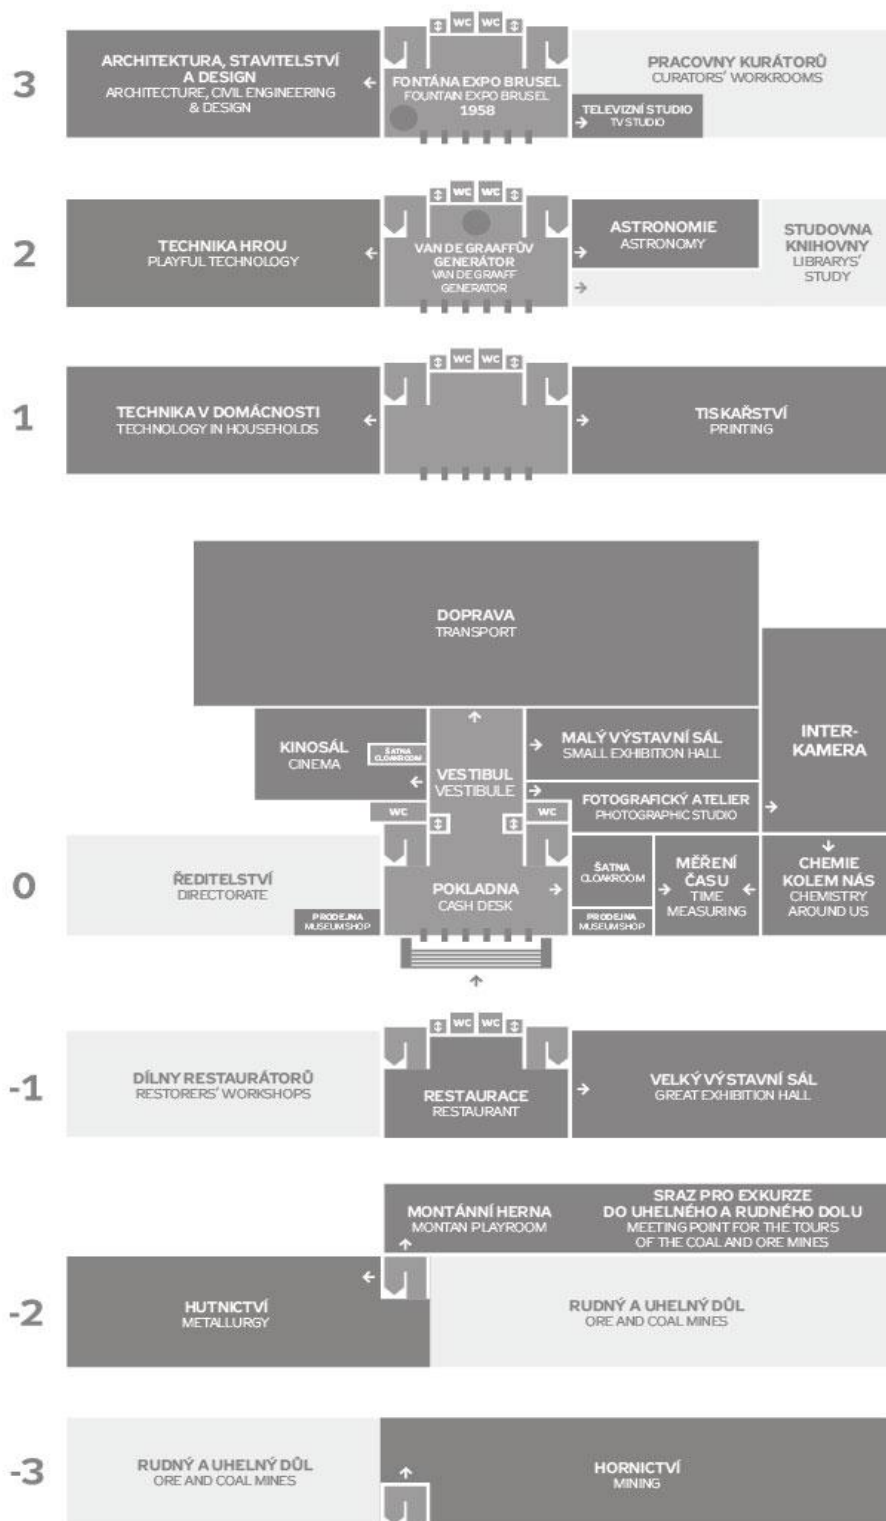 WC WC
3
ARCHITEKTURA, STAVITELSTVÍ
A DESIGN
ARCHITECTURE, CIVIL ENGINEERING
& DESIGN
FONTÁNA EXPO BRUSEL
FOUNTAIN EXPO BRUSEL
1958
PRACOVNY KURÁTORŮ
CURATORS' WORKROOMS
TELEVIZNÍ STUDIO
TV STUDIO
WC WC
2
TECHNIKA HROU
PLAYFUL TECHNOLOGY
VAN DE GRAAFFŮV
GENERÁTOR
VAN DE GRAAFF
GENERATOR
ASTRONOMIE
ASTRONOMY
STUDOVNA
KNIHOVNY
LIBRARYS'
STUDY
WC WC
1
TECHNIKA V DOMÁCNOSTI
TECHNOLOGY IN HOUSEHOLDS
TISKAŘSTVÍ
PRINTING
DOPRAVA
TRANSPORT
KINOSÁL
CINEMA
ŠATNA
CLOAKROOM
VESTIBUL
VESTIBULE
MALÝ VÝSTAVNÍ SÁL
SMALL EXHIBITION HALL
INTER-
KAMERA
FOTOGRAFICKÝ ATELIER
PHOTOGRAPHIC STUDIO
WC
WC
0
ŘEDITELSTVÍ
DIRECTORATE
PRODEJNA
MUSEUM SHOP
POKLADNA
CASH DESK
ŠATNA
CLOAKROOM
PRODEJNA
MUSEUM SHOP
MĚŘENÍ
ČASU
TIME
MEASURING
CHEMIE
KOLEM NÁS
CHEMISTRY
AROUND US
WC WC
-1
DÍLNY RESTAURÁTORŮ
RESTORERS' WORKSHOPS
RESTAURACE
RESTAURANT
VELKÝ VÝSTAVNÍ SÁL
GREAT EXHIBITION HALL
MONTÁNNÍ HERNA
MONTAN PLAYROOM
SRAZ PRO EXKURZE
DO UHELNÉHO A RUDNÉHO DOLU
MEETING POINT FOR THE TOURS
OF THE COAL AND ORE MINES
-2
HUTNICTVÍ
METALLURGY
RUDNÝ A UHELNÝ DŮL
ORE AND COAL MINES
-3
RUDNÝ A UHELNÝ DŮL
ORE AND COAL MINES
HORNICTVÍ
MINING